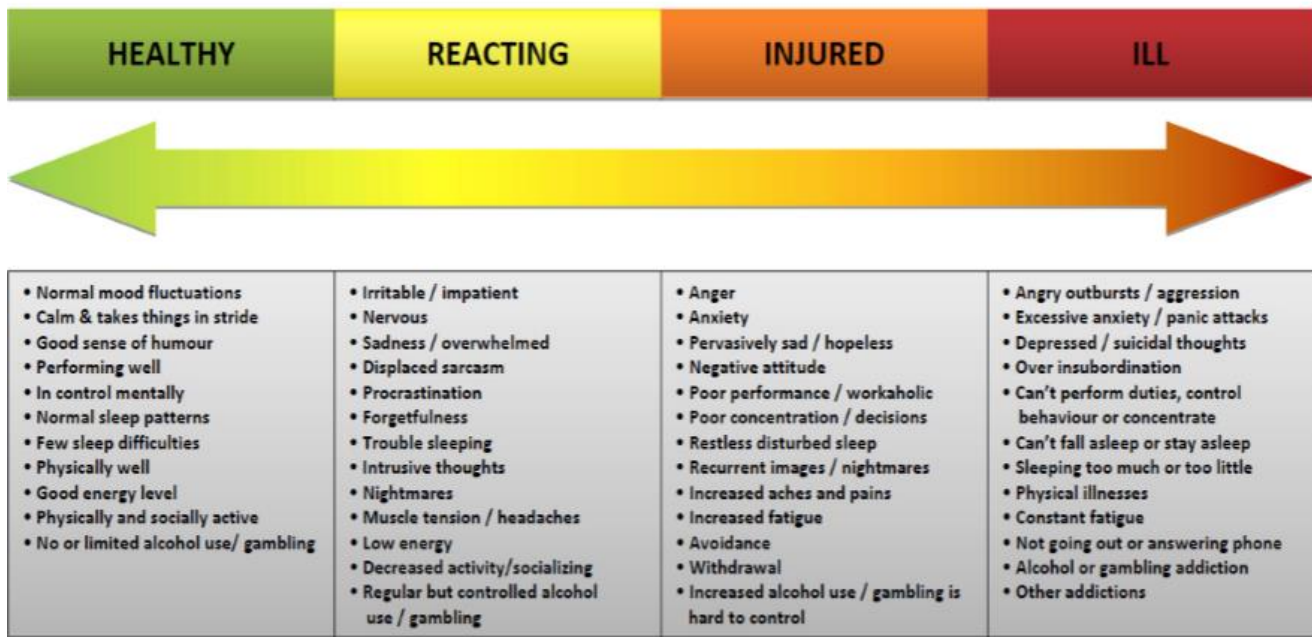 HEALTHY
REACTING
INJURED
ILL
• Normal mood fluctuations
• Calm & takes things in stride
• Good sense of humour
• Performing well
• In control mentally
• Normal sleep patterns
• Few sleep difficulties
• Physically well
• Good energy level
• Physically and socially active
• No or limited alcohol use/ gambling
• Irritable / impatient
• Nervous
• Sadness / overwhelmed
• Displaced sarcasm
• Procrastination
• Forgetfulness
• Trouble sleeping
• Intrusive thoughts
• Nightmares
• Muscle tension / headaches
• Low energy
• Decreased activity/socializing
• Regular but controlled alcohol
use / gambling
• Anger
• Anxiety
• Pervasively sad / hopeless
• Negative attitude
• Poor performance / workaholic
• Poor concentration / decisions
• Restless disturbed sleep
• Recurrent images / nightmares
• Increased aches and pains
• Increased fatigue
• Avoidance
• Withdrawal
• Increased alcohol use / gambling is
hard to control
• Angry outbursts / aggression
• Excessive anxiety / panic attacks
• Depressed / suicidal thoughts
• Over insubordination
• Can't perform duties, control
behaviour or concentrate
• Can't fall asleep or stay asleep
• Sleeping too much or too little
• Physical illnesses
• Constant fatigue
• Not going out or answering phone
• Alcohol or gambling addiction
• Other addictions